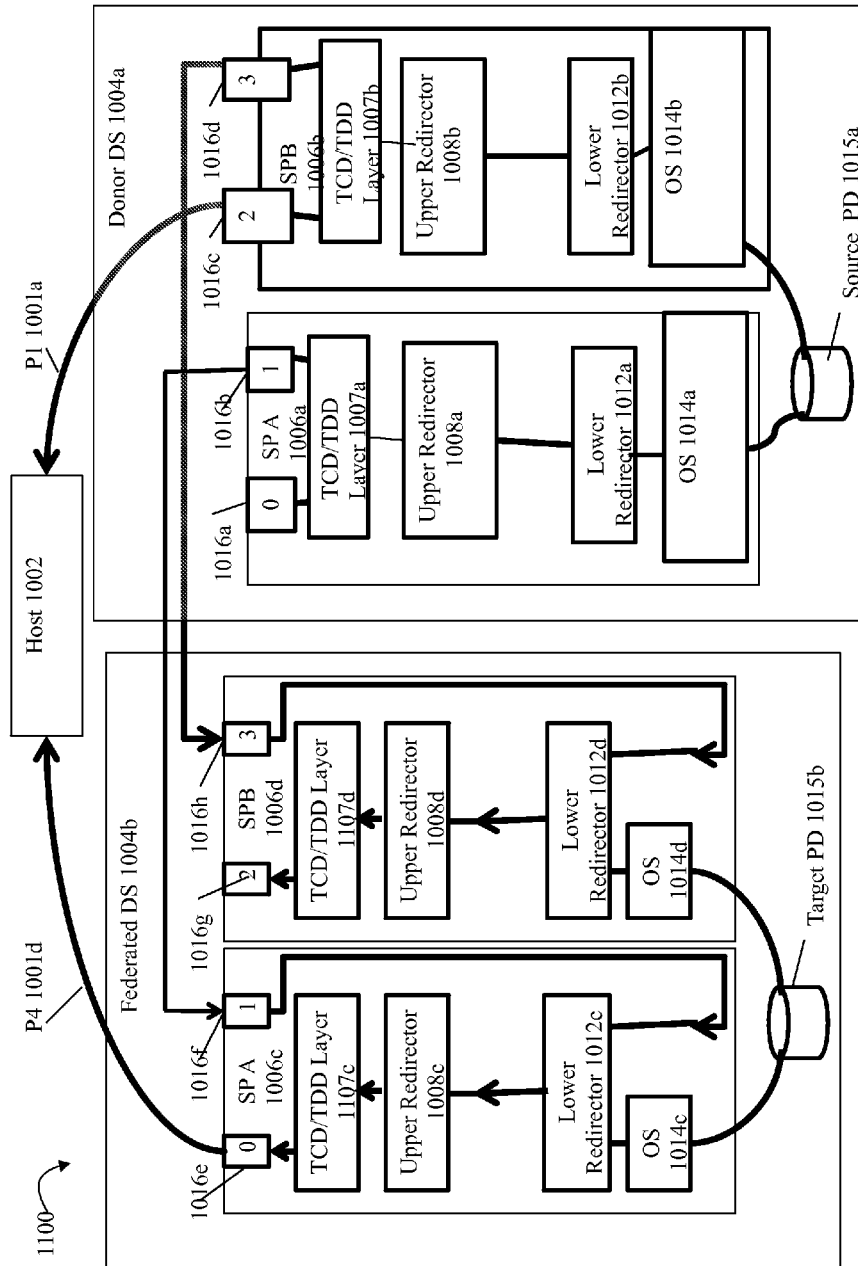 1100
Host 1002
P4 1001d
P1 1001a
Federated DS 1004b
Donor DS 1004a
1016e
0
SP A
1006c
1016f
1
TCD/TDD Layer
1107c
Upper Redirector
1008c
Lower
Redirector 1012c
OS
1014c
1016g
2
SPB
1006d
1016h
3
TCD/TDD Layer
1107d
Upper Redirector
1008d
Lower
Redirector 1012d
OS
1014d
Target PD 1015b
1016a
0
SP A
1006a
1016b
1
TCD/TDD
Layer 1007a
Upper Redirector
1008a
Lower
Redirector 1012a
OS 1014a
1016c
2
SPB
1006b
1016d
3
TCD/TDD
Layer 1007b
Upper Redirector
1008b
Lower
Redirector 1012b
OS 1014b
Source PD 1015a